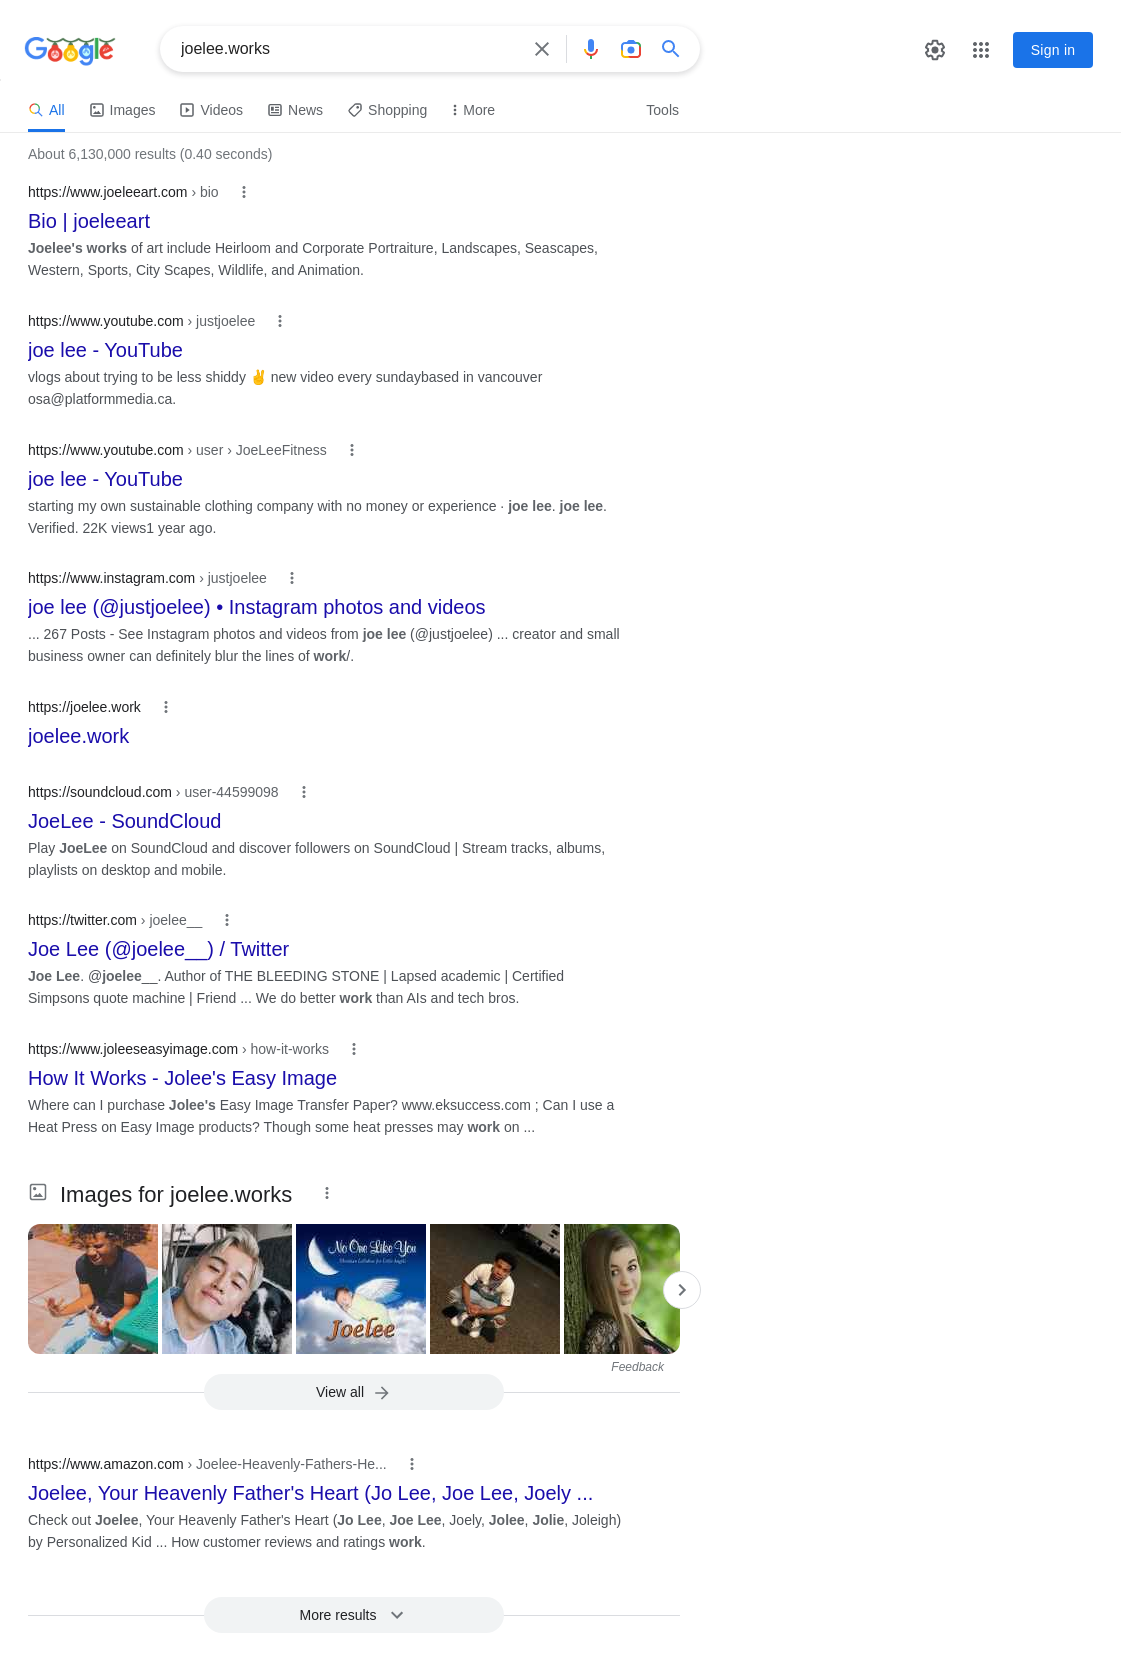 Google
joelee.works
Sign in
All
Images
Videos
News
Shopping
More
Tools
About 6,130,000 results (0.40 seconds)
https://www.joeleeart.com › bio
Bio | joeleeart
Joelee's works of art include Heirloom and Corporate Portraiture, Landscapes, Seascapes,
Western, Sports, City Scapes, Wildlife, and Animation.
https://www.youtube.com › justjoelee
joe lee - YouTube
vlogs about trying to be less shiddy ✌️ new video every sundaybased in vancouver
osa@platformmedia.ca.
https://www.youtube.com › user › JoeLeeFitness
joe lee - YouTube
starting my own sustainable clothing company with no money or experience · joe lee. joe lee.
Verified. 22K views1 year ago.
https://www.instagram.com › justjoelee
joe lee (@justjoelee) • Instagram photos and videos
... 267 Posts - See Instagram photos and videos from joe lee (@justjoelee) ... creator and small
business owner can definitely blur the lines of work/.
https://joelee.work
joelee.work
https://soundcloud.com › user-44599098
JoeLee - SoundCloud
Play JoeLee on SoundCloud and discover followers on SoundCloud | Stream tracks, albums,
playlists on desktop and mobile.
https://twitter.com › joelee__
Joe Lee (@joelee__) / Twitter
Joe Lee. @joelee__. Author of THE BLEEDING STONE | Lapsed academic | Certified
Simpsons quote machine | Friend ... We do better work than AIs and tech bros.
https://www.joleeseasyimage.com › how-it-works
How It Works - Jolee's Easy Image
Where can I purchase Jolee's Easy Image Transfer Paper? www.eksuccess.com ; Can I use a
Heat Press on Easy Image products? Though some heat presses may work on ...
Images for joelee.works
No One Like You
Christian Lullabies for Little Angels
Joelee
Feedback
View all
https://www.amazon.com › Joelee-Heavenly-Fathers-He...
Joelee, Your Heavenly Father's Heart (Jo Lee, Joe Lee, Joely ...
Check out Joelee, Your Heavenly Father's Heart (Jo Lee, Joe Lee, Joely, Jolee, Jolie, Joleigh)
by Personalized Kid ... How customer reviews and ratings work.
More results